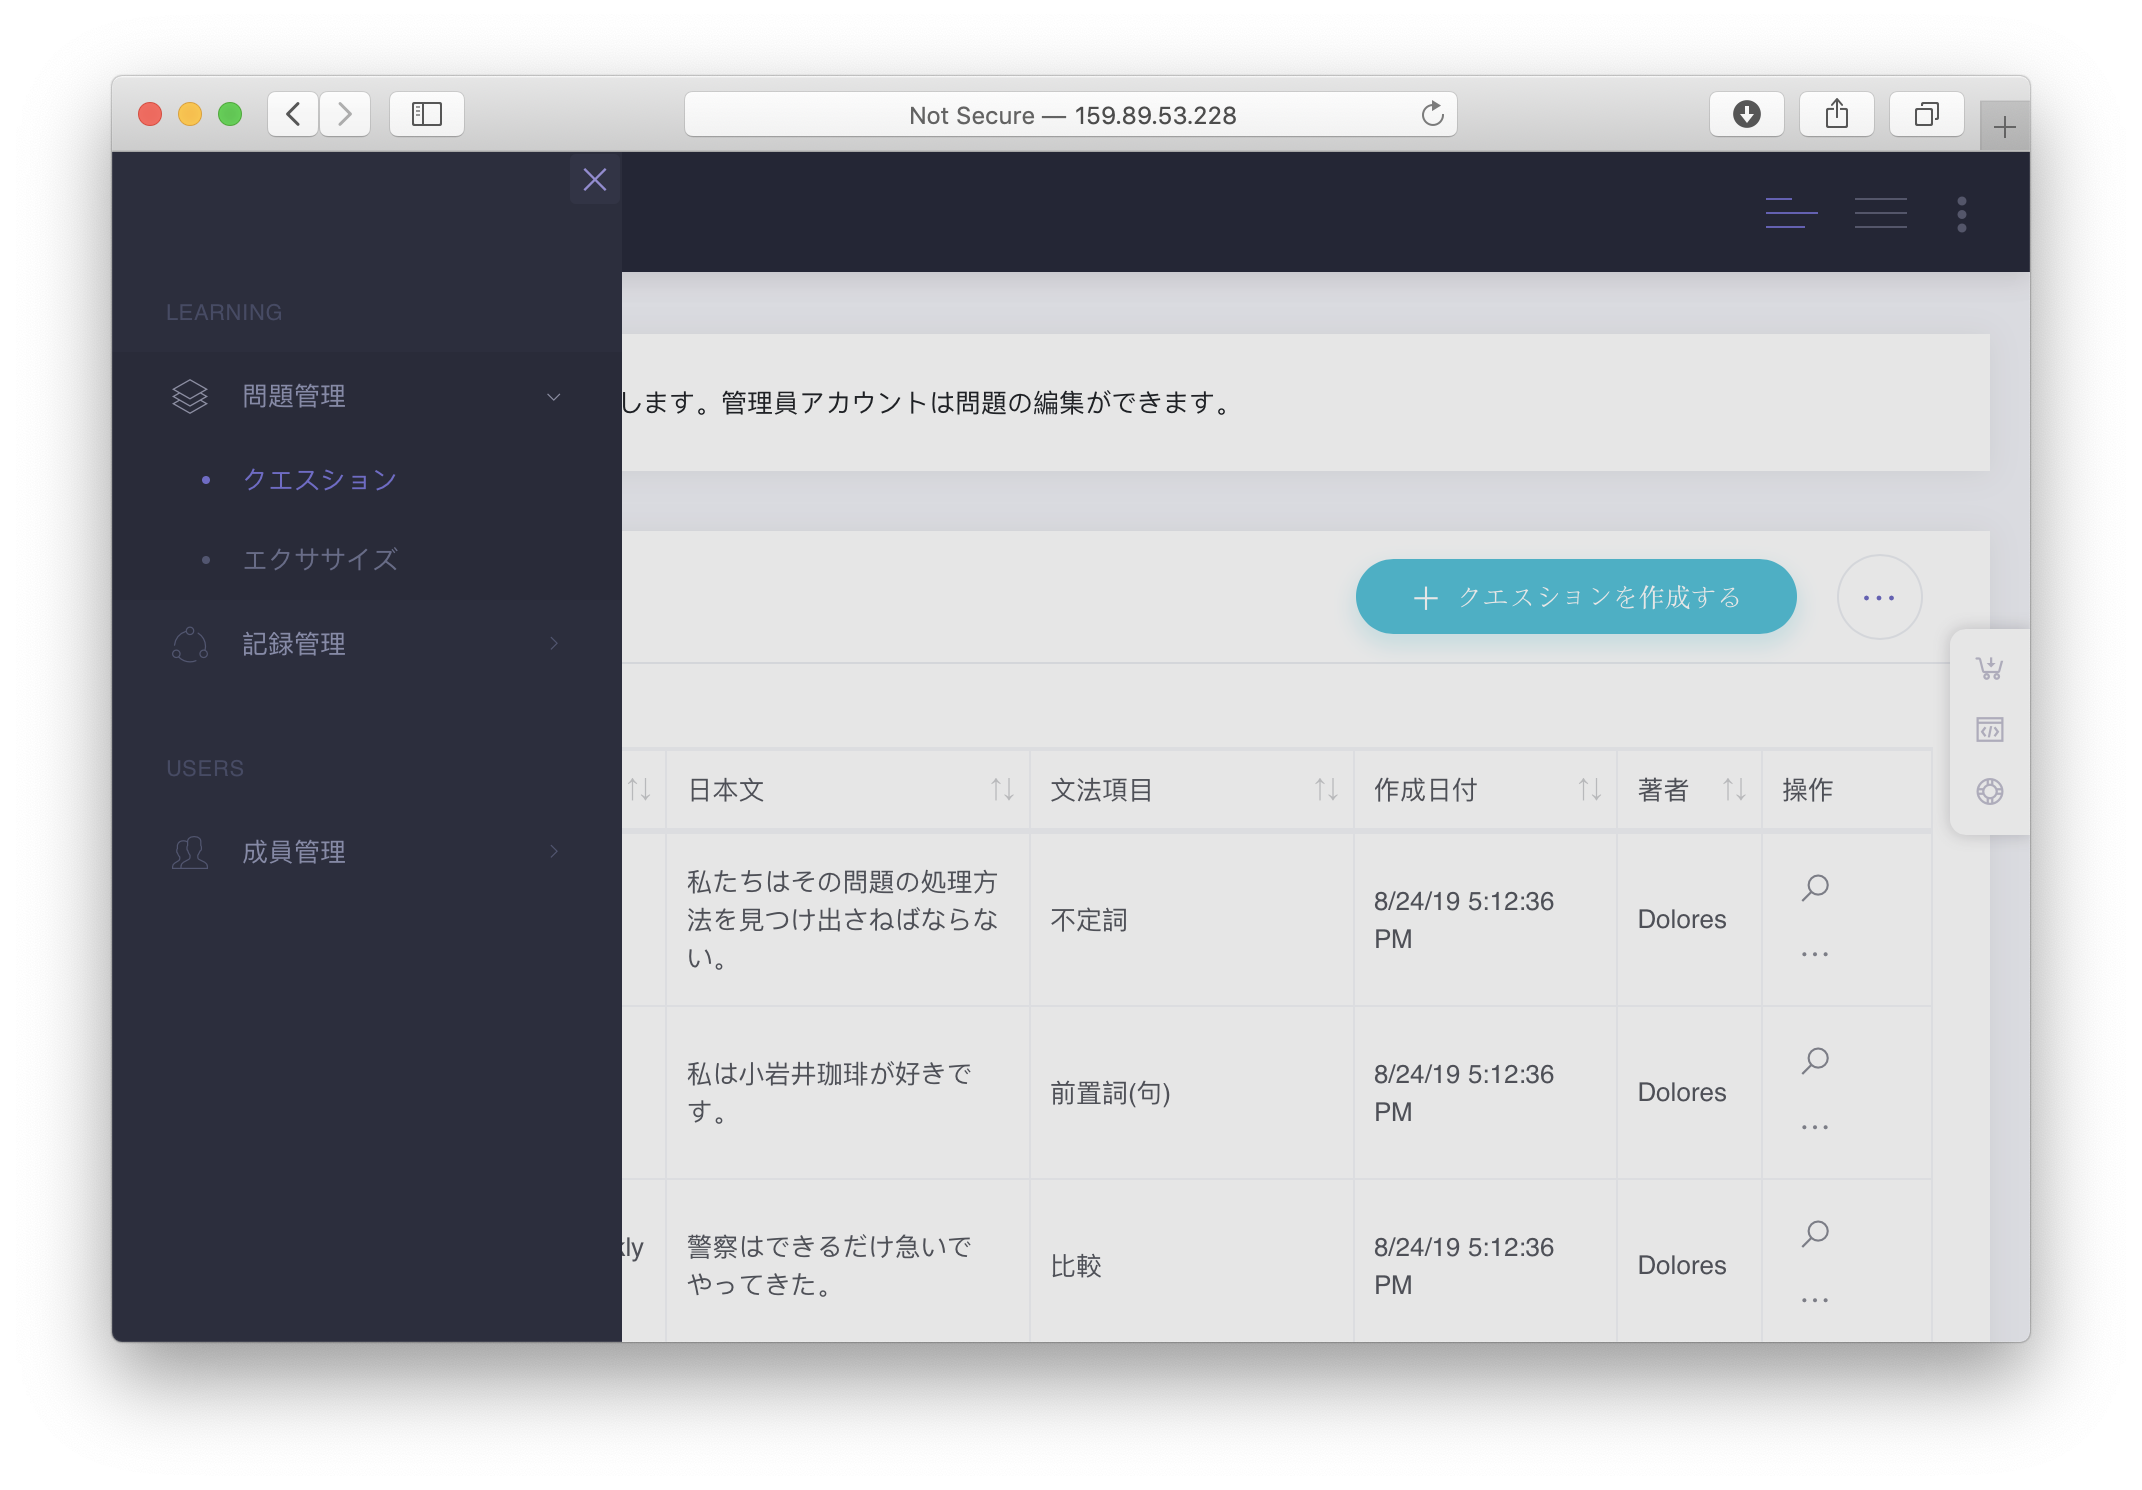 Not Secure — 159.89.53.228
LEARNING
問題管理
クエスション
エクササイズ
記録管理
USERS
成員管理
します。管理員アカウントは問題の編集ができます。
クエスションを作成する
日本文
文法項目
作成日付
著者
操作
私たちはその問題の処理方
法を見つけ出さねばならな
い。
不定詞
8/24/19 5:12:36
PM
Dolores
私は小岩井珈琲が好きで
す。
前置詞(句)
8/24/19 5:12:36
PM
Dolores
kly
警察はできるだけ急いで
やってきた。
比較
8/24/19 5:12:36
PM
Dolores